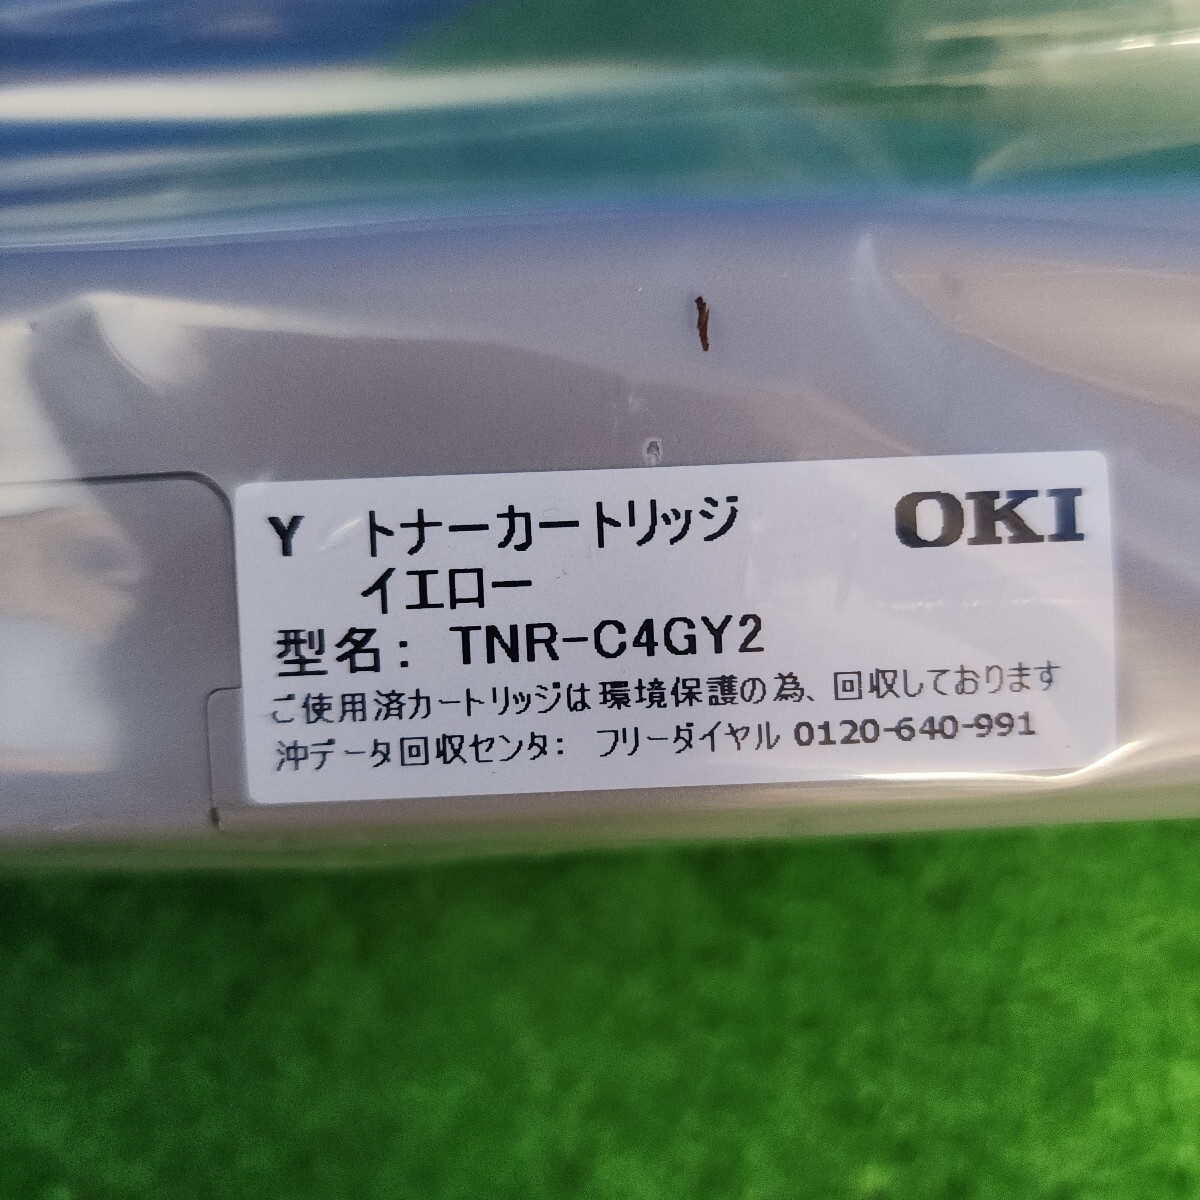 Y トナーカートリッジ OKI
イエロー
型名: TNR-C4GY2
ご使用済カートリッジは環境保護の為、回収しております
沖データ回収センタ: フリーダイヤル 0120-640-991